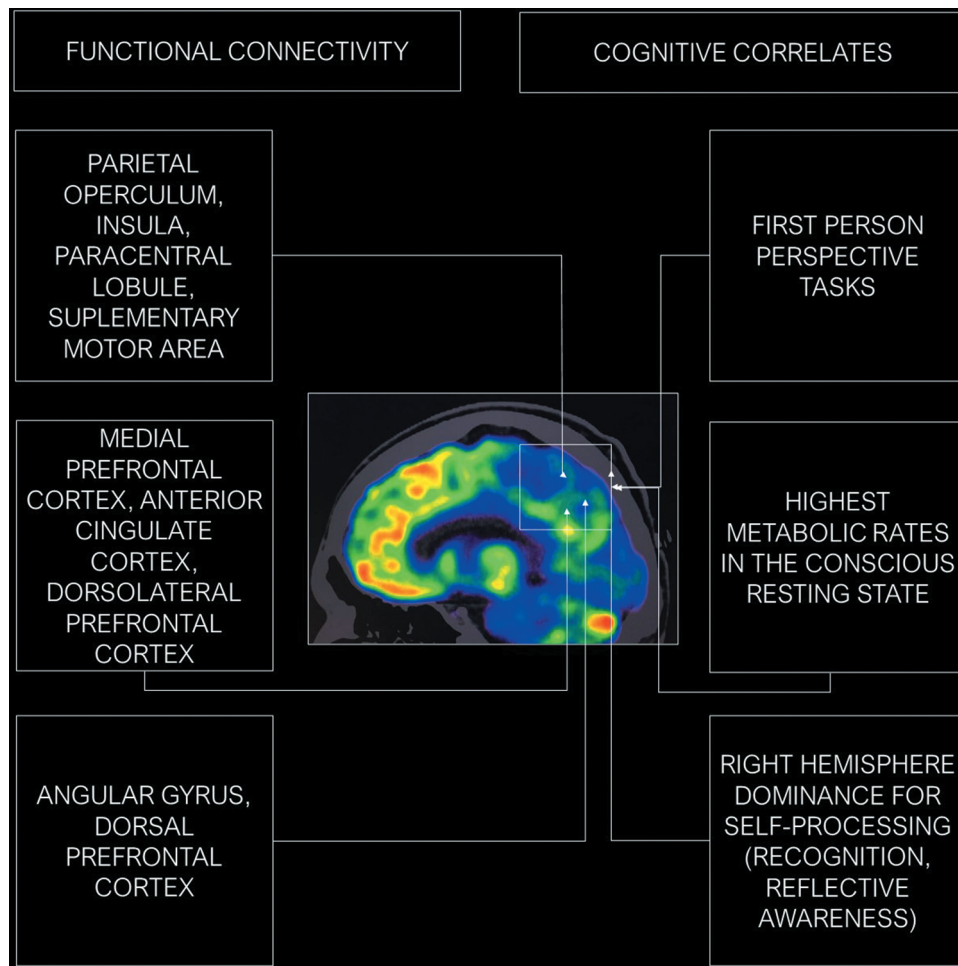 FUNCTIONAL CONNECTIVITY
COGNITIVE CORRELATES
PARIETAL
OPERCULUM,
INSULA,
PARACENTRAL
LOBULE,
SUPLEMENTARY
MOTOR AREA
FIRST PERSON
PERSPECTIVE
TASKS
MEDIAL
PREFRONTAL
CORTEX, ANTERIOR
CINGULATE
CORTEX,
DORSOLATERAL
PREFRONTAL
CORTEX
HIGHEST
METABOLIC RATES
IN THE CONSCIOUS
RESTING STATE
ANGULAR GYRUS,
DORSAL
PREFRONTAL
CORTEX
RIGHT HEMISPHERE
DOMINANCE FOR
SELF-PROCESSING
(RECOGNITION,
REFLECTIVE
AWARENESS)